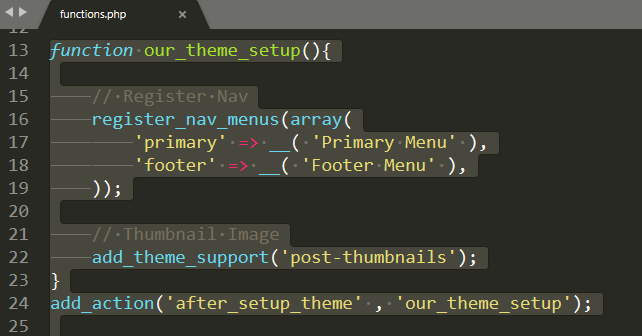 functions.php ×
12
13 function our_theme_setup(){
14
15 // Register Nav
16 register_nav_menus(array(
17 'primary' => __( 'Primary Menu' ),
18 'footer' => __( 'Footer Menu' ),
19 ));
20
21 // Thumbnail Image
22 add_theme_support('post-thumbnails');
23 }
24 add_action('after_setup_theme' , 'our_theme_setup');
25